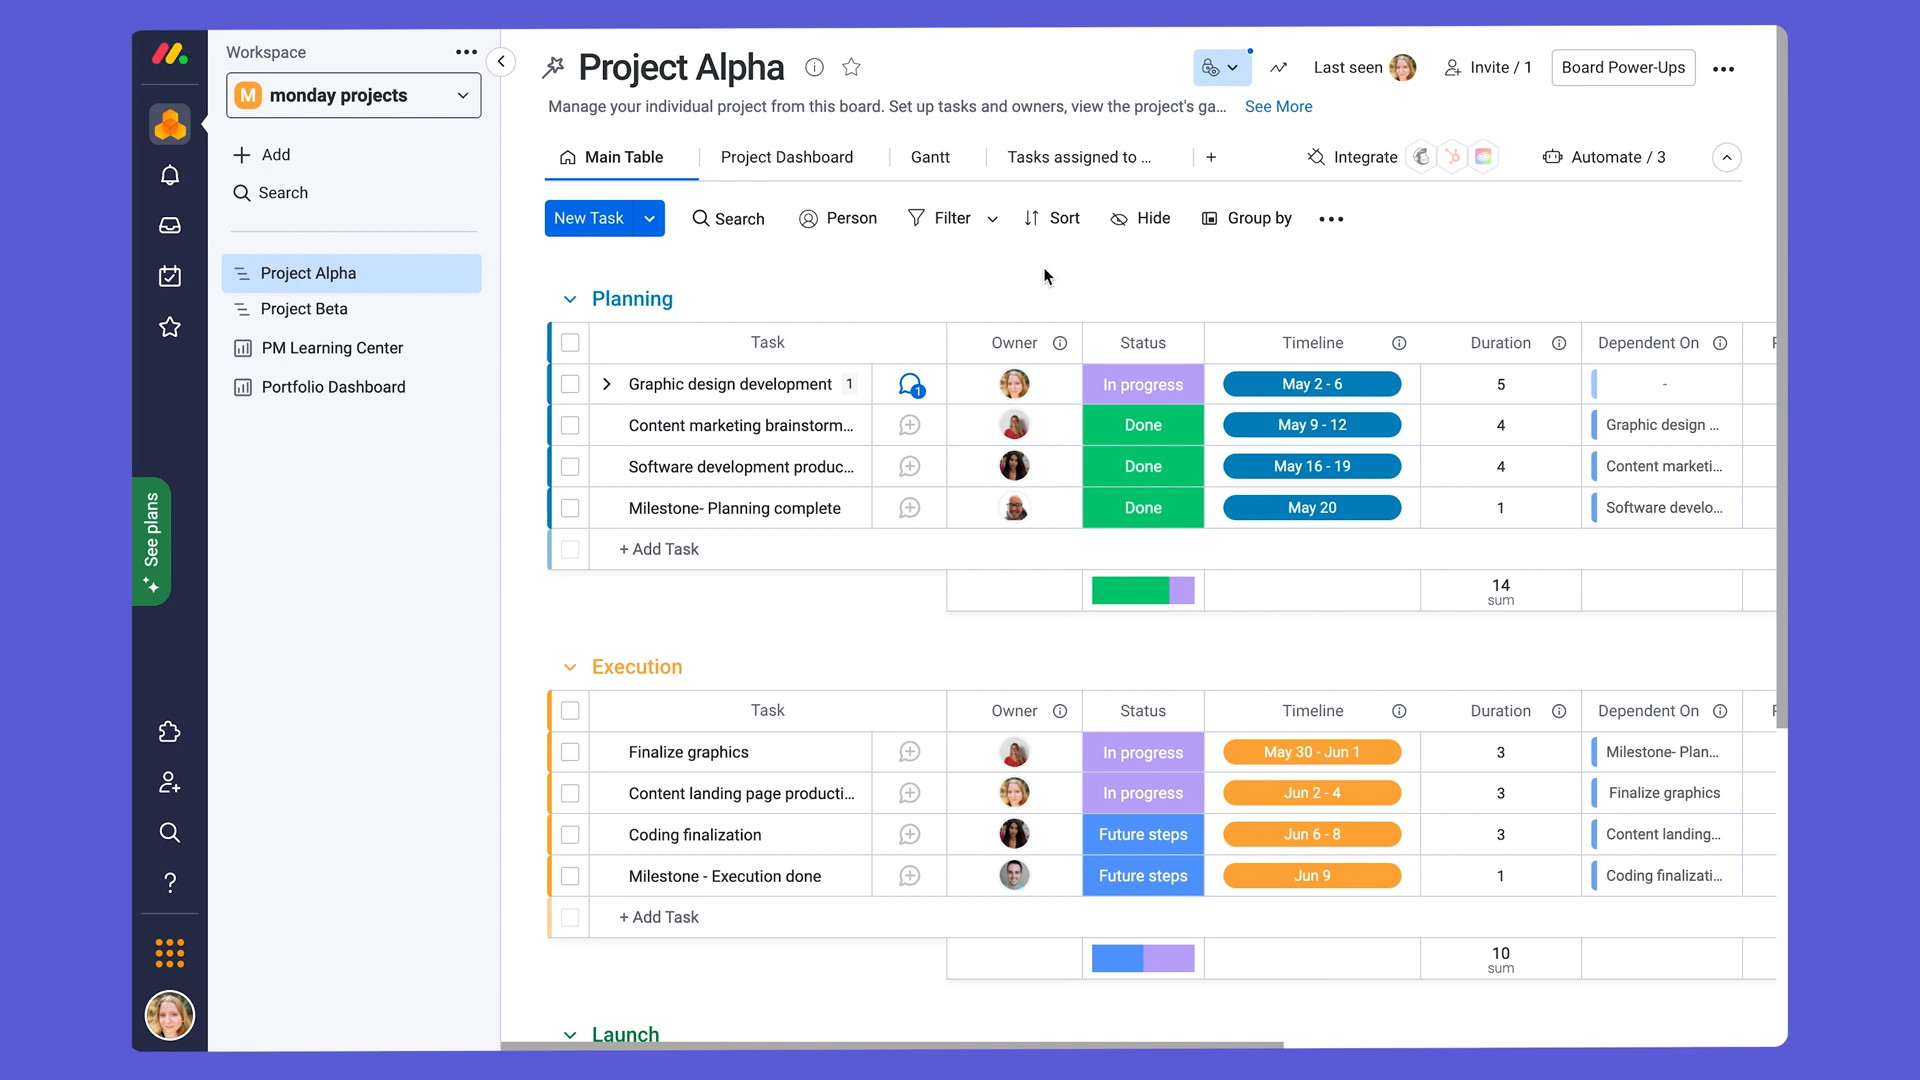 Workspace
M monday projects
Add
Search
Project Alpha
Project Beta
PM Learning Center
Portfolio Dashboard
See plans
Project Alpha
Last seen
Invite / 1
Board Power-Ups
Manage your individual project from this board. Set up tasks and owners, view the project's ga... See More
Main Table
Project Dashboard
Gantt
Tasks assigned to ...
+
Integrate
Automate / 3
New Task
Search
Person
Filter
Sort
Hide
Group by
Planning
Task Owner Status Timeline Duration Dependent On
Graphic design development 1 1 In progress May 2 - 6 5 -
Content marketing brainstorm... Done May 9 - 12 4 Graphic design ...
Software development produc... Done May 16 - 19 4 Content marketi...
Milestone- Planning complete Done May 20 1 Software develo...
+ Add Task
14
sum
Execution
Task Owner Status Timeline Duration Dependent On
Finalize graphics In progress May 30 - Jun 1 3 Milestone- Plan...
Content landing page producti... In progress Jun 2 - 4 3 Finalize graphics
Coding finalization Future steps Jun 6 - 8 3 Content landing...
Milestone - Execution done Future steps Jun 9 1 Coding finalizati...
+ Add Task
10
sum
Launch